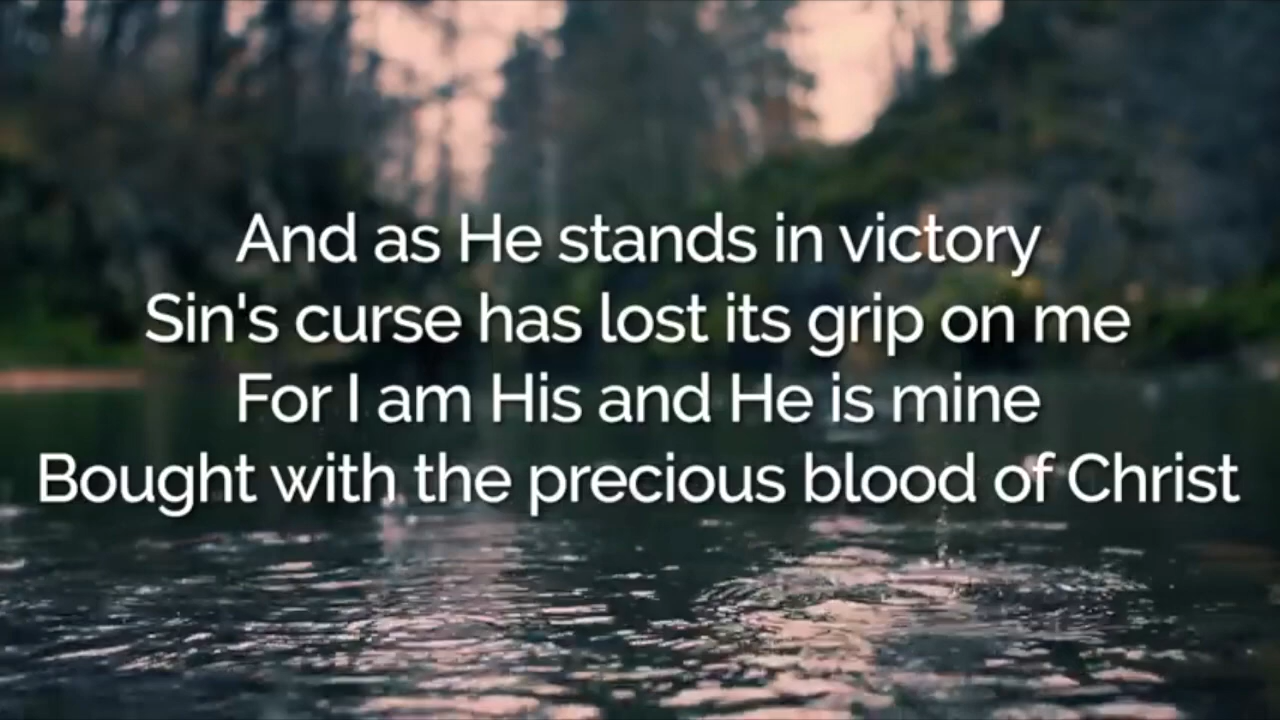 And as He stands in victory
Sin's curse has lost its grip on me
For I am His and He is mine
Bought with the precious blood of Christ